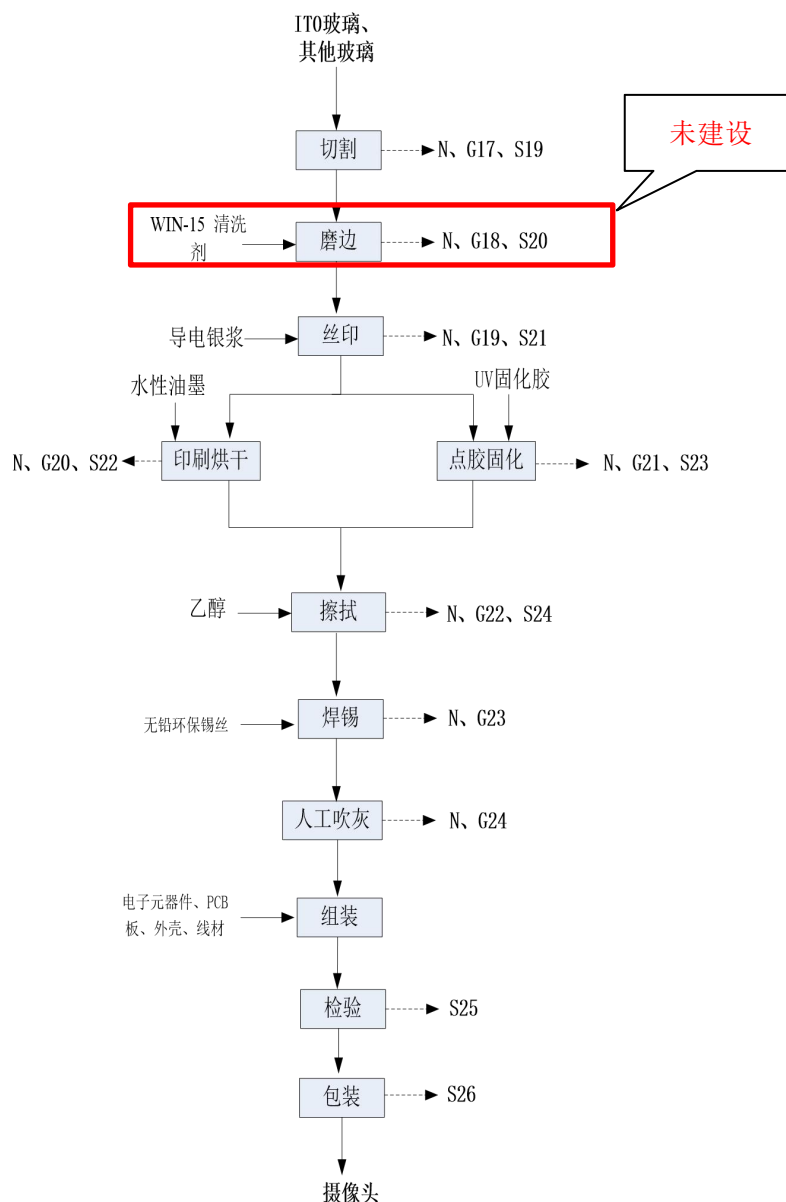 ITO玻璃、
其他玻璃
未建设
切割
N、G17、S19
WIN-15 清洗
剂
磨边
N、G18、S20
导电银浆
丝印
N、G19、S21
水性油墨
UV固化胶
N、G20、S22
印刷烘干
点胶固化
N、G21、S23
乙醇
擦拭
N、G22、S24
无铅环保锡丝
焊锡
N、G23
人工吹灰
N、G24
电子元器件、PCB
板、外壳、线材
组装
检验
S25
包装
S26
摄像头